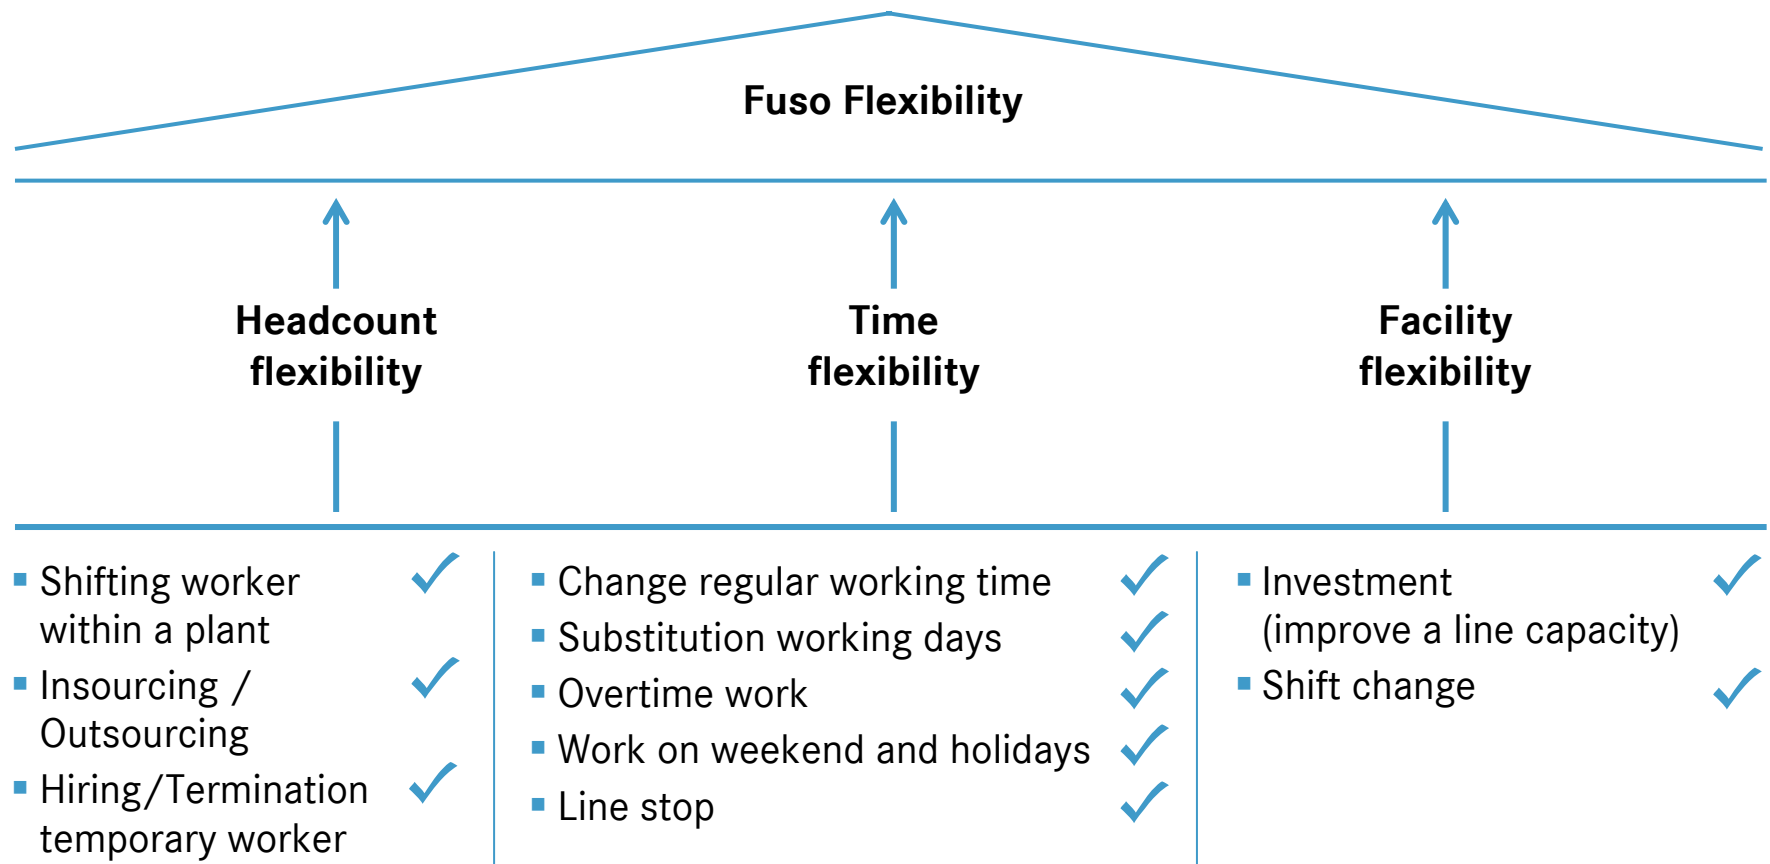 Fuso Flexibility
Headcount
flexibility
Time
flexibility
Facility
flexibility
Shifting worker
within a plant
Insourcing /
Outsourcing
Hiring/Termination
temporary worker
Change regular working time
Substitution working days
Overtime work
Work on weekend and holidays
Line stop
Investment
(improve a line capacity)
Shift change